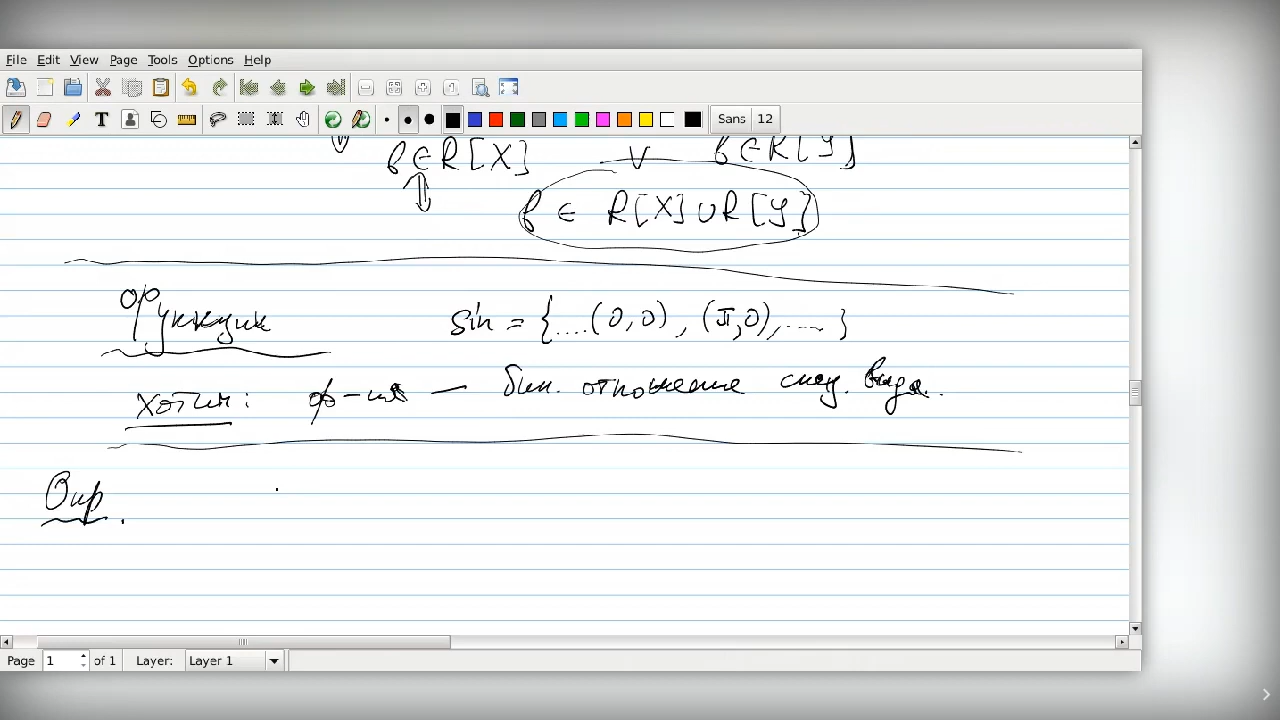 File Edit View Page Tools Options Help
Sans 12
b ∈ R[X] ∨ b ∈ R[Y]
⇕
b ∈ R[X] ∪ R[Y]
Функции sin = {....(0,0), (π,0),....}
Хотим: ф-ия — бин. отношение след. вида.
Опр.
Page 1 of 1 Layer: Layer 1